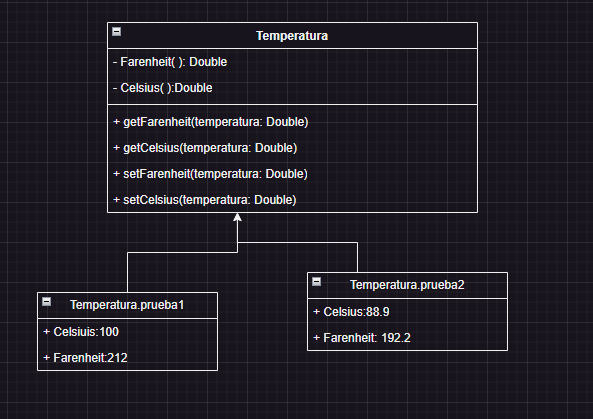 Temperatura
- Farenheit( ): Double
- Celsius( ):Double
+ getFarenheit(temperatura: Double)
+ getCelsius(temperatura: Double)
+ setFarenheit(temperatura: Double)
+ setCelsius(temperatura: Double)
Temperatura.prueba1
+ Celsiuis:100
+ Farenheit:212
Temperatura.prueba2
+ Celsius:88.9
+ Farenheit: 192.2